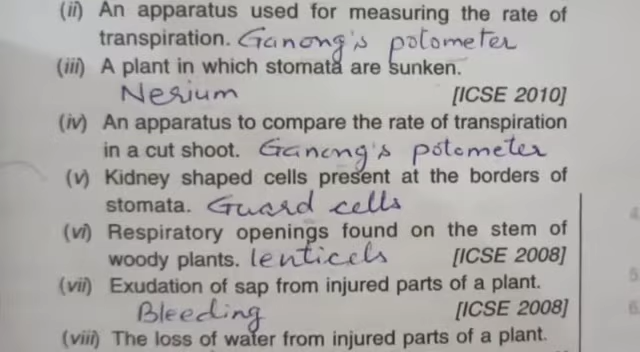 (ii) An apparatus used for measuring the rate of
transpiration. Ganong's potometer
(iii) A plant in which stomata are sunken.
Nerium [ICSE 2010]
(iv) An apparatus to compare the rate of transpiration
in a cut shoot. Ganong's potometer
(v) Kidney shaped cells present at the borders of
stomata. Guard cells
(vi) Respiratory openings found on the stem of
woody plants. lenticels [ICSE 2008]
(vii) Exudation of sap from injured parts of a plant.
Bleeding [ICSE 2008]
(viii) The loss of water from injured parts of a plant.